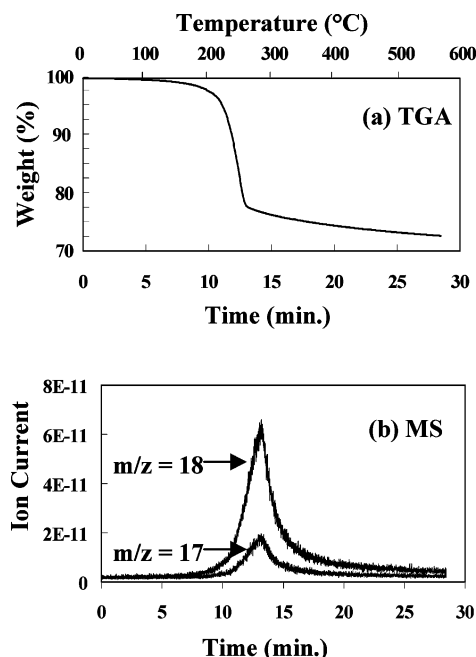 Temperature (°C)
0 100 200 300 400 500 600
100
90
80
70
Weight (%)
(a) TGA
0 5 10 15 20 25 30
Time (min.)
8E-11
6E-11
4E-11
2E-11
0
Ion Current
(b) MS
m/z = 18
m/z = 17
0 5 10 15 20 25 30
Time (min.)